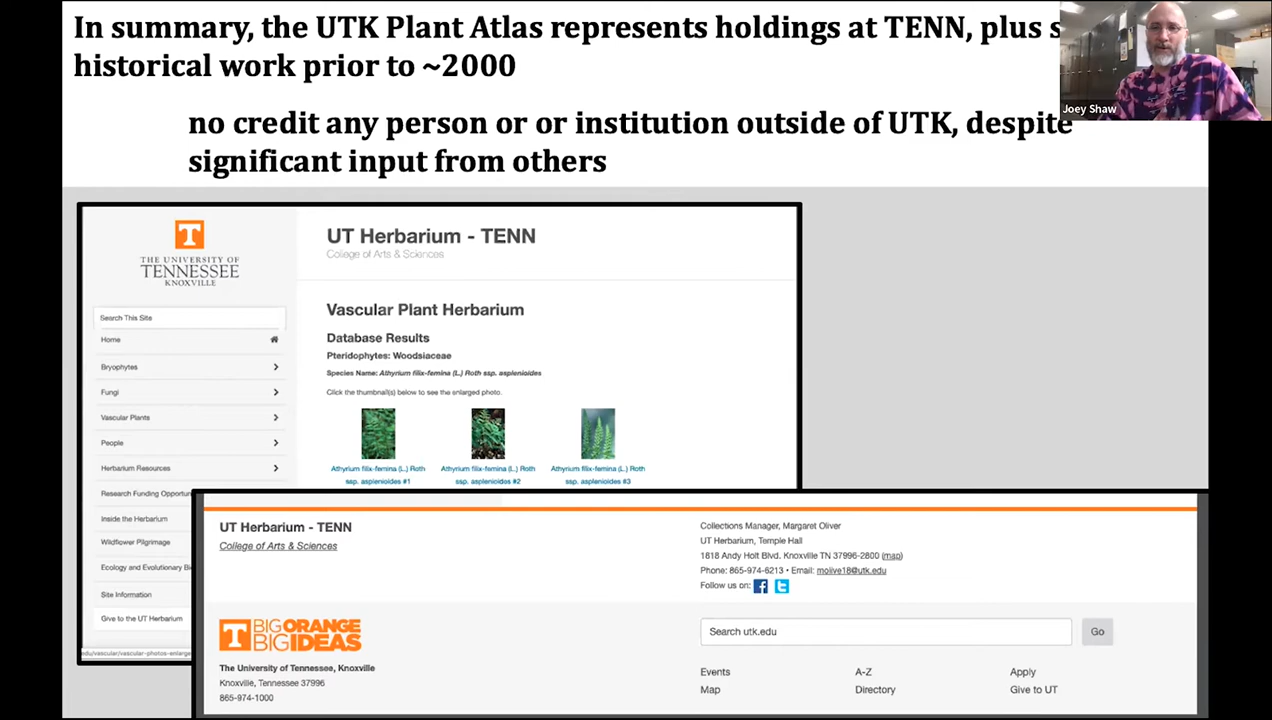 In summary, the UTK Plant Atlas represents holdings at TENN, plus s
historical work prior to ~2000
Joey Shaw
no credit any person or or institution outside of UTK, despite
significant input from others
T
THE UNIVERSITY OF
TENNESSEE
KNOXVILLE
Search This Site
Home
Bryophytes
Fungi
Vascular Plants
People
Herbarium Resources
Research Funding Opportun
Inside the Herbarium
Wildflower Pilgrimage
Ecology and Evolutionary Bi
Site Information
Give to the UT Herbarium
edu/vascular/vascular-photos-enlarge
UT Herbarium - TENN
College of Arts & Sciences
Vascular Plant Herbarium
Database Results
Pteridophytes: Woodsiaceae
Species Name: Athyrium filix-femina (L.) Roth ssp. asplenioides
Click the thumbnail(s) below to see the enlarged photo.
Athyrium filix-femina (L.) Roth
ssp. asplenioides #1
Athyrium filix-femina (L.) Roth
ssp. asplenioides #2
Athyrium filix-femina (L.) Roth
ssp. asplenioides #3
UT Herbarium - TENN
College of Arts & Sciences
Collections Manager, Margaret Oliver
UT Herbarium, Temple Hall
1818 Andy Holt Blvd. Knoxville TN 37996-2800 (map)
Phone: 865-974-6213 • Email: molive18@utk.edu
Follow us on:
T BIG ORANGE
BIG IDEAS
The University of Tennessee, Knoxville
Knoxville, Tennessee 37996
865-974-1000
Search utk.edu
Go
Events
A-Z
Apply
Map
Directory
Give to UT